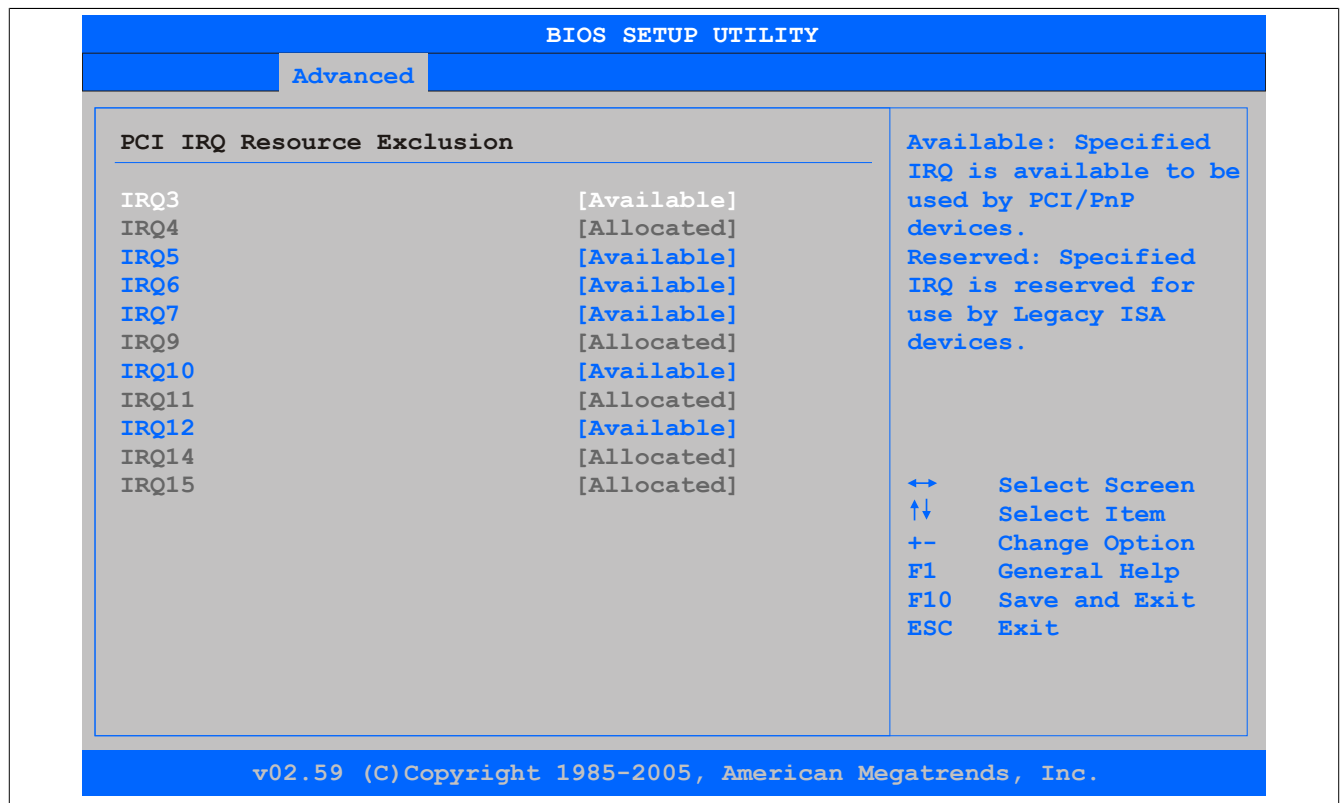 BIOS SETUP UTILITY
Advanced
PCI IRQ Resource Exclusion
IRQ3 [Available]
IRQ4 [Allocated]
IRQ5 [Available]
IRQ6 [Available]
IRQ7 [Available]
IRQ9 [Allocated]
IRQ10 [Available]
IRQ11 [Allocated]
IRQ12 [Available]
IRQ14 [Allocated]
IRQ15 [Allocated]
Available: Specified
IRQ is available to be
used by PCI/PnP
devices.
Reserved: Specified
IRQ is reserved for
use by Legacy ISA
devices.
↔ Select Screen
↑↓ Select Item
+- Change Option
F1 General Help
F10 Save and Exit
ESC Exit
v02.59 (C)Copyright 1985-2005, American Megatrends, Inc.